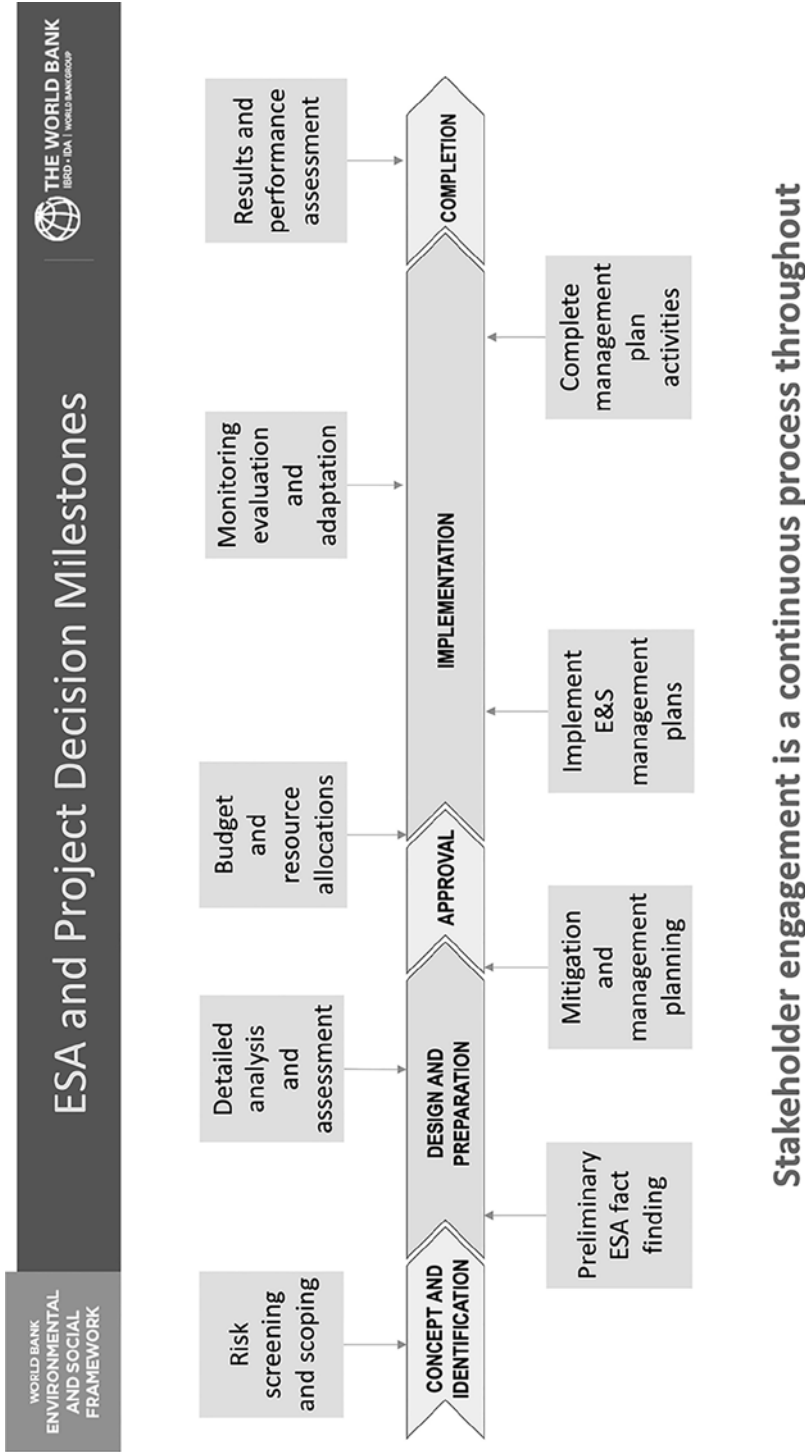 WORLD BANK
ENVIRONMENTAL
AND SOCIAL
FRAMEWORK
ESA and Project Decision Milestones
THE WORLD BANK
IBRD • IDA | WORLD BANK GROUP
Risk
screening
and scoping
Detailed
analysis
and
assessment
Budget
and
resource
allocations
Monitoring
evaluation
and
adaptation
Results and
performance
assessment
CONCEPT AND
IDENTIFICATION
DESIGN AND
PREPARATION
APPROVAL
IMPLEMENTATION
COMPLETION
Preliminary
ESA fact
finding
Mitigation
and
management
planning
Implement
E&S
management
plans
Complete
management
plan
activities
Stakeholder engagement is a continuous process throughout